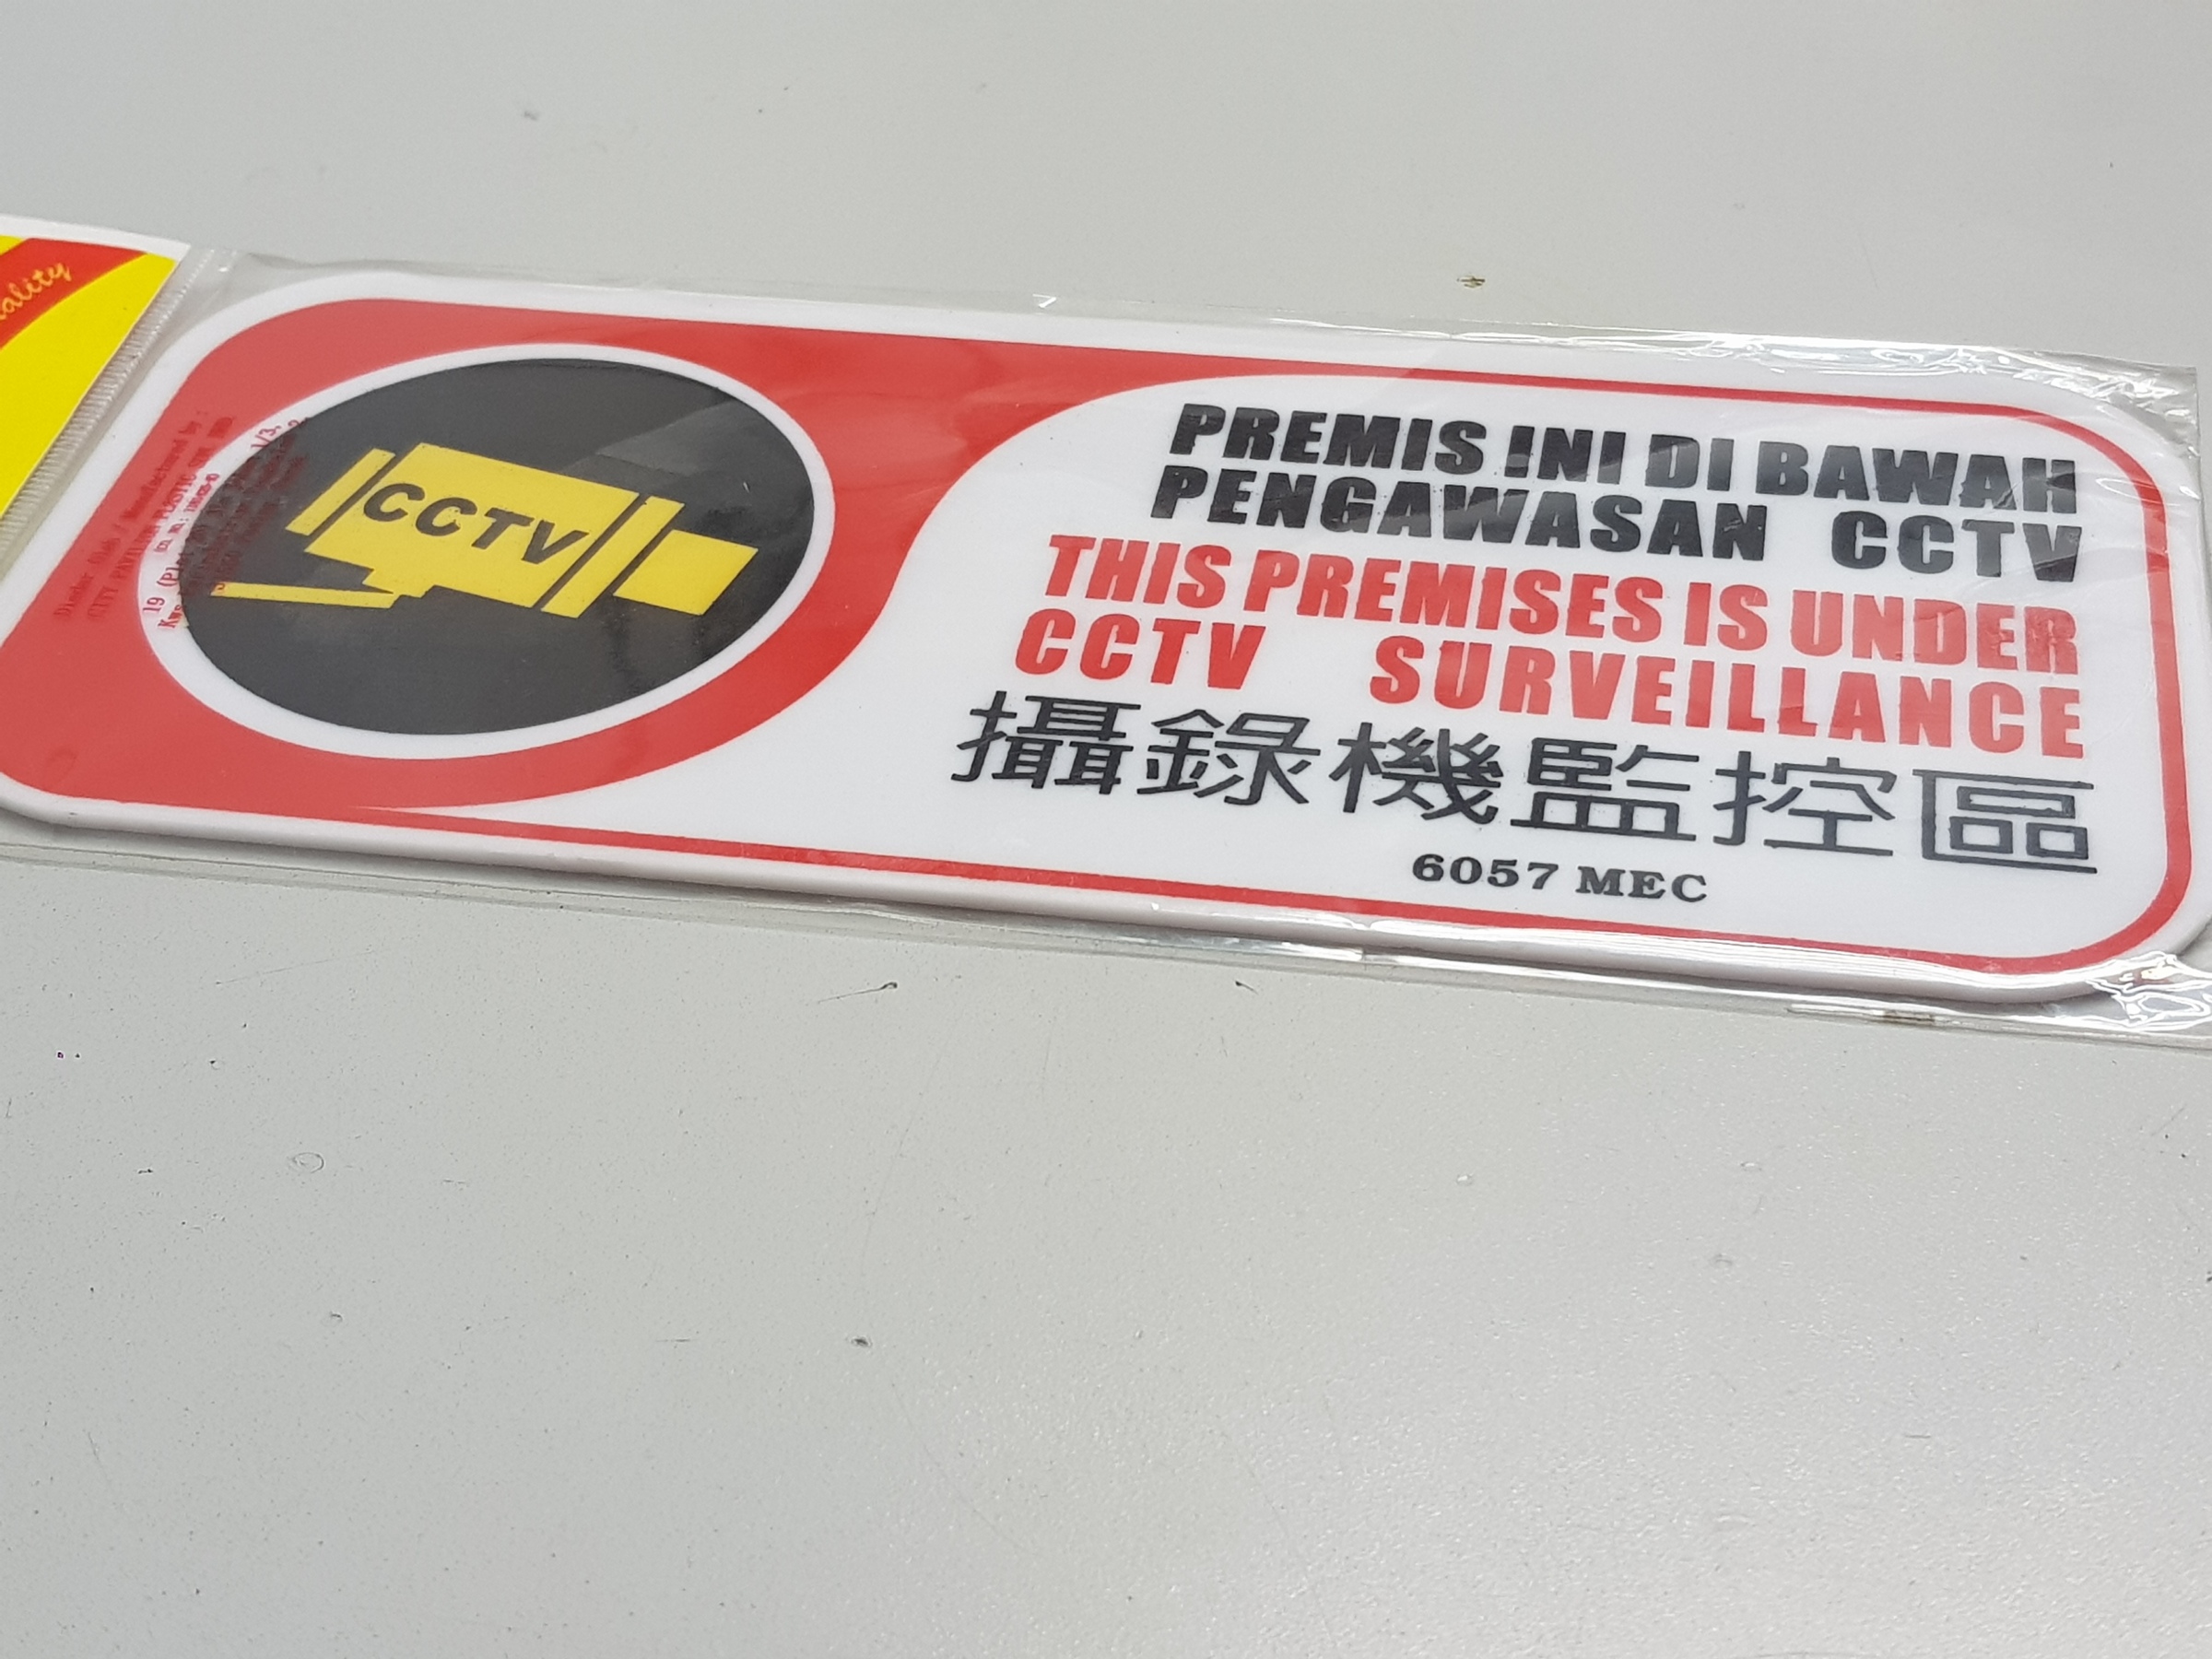 CCTV
PREMIS INI DI BAWAH
PENGAWASAN CCTV
THIS PREMISES IS UNDER
CCTV SURVEILLANCE
攝錄機監控區
6057 MEC